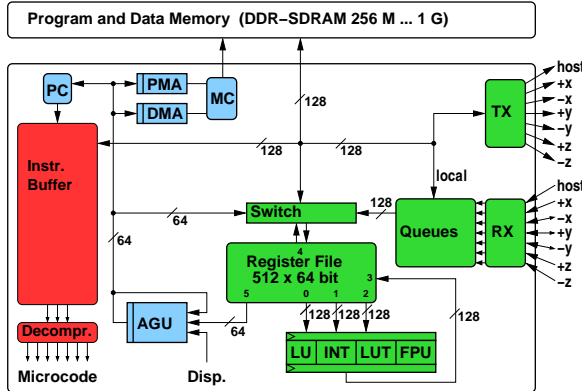 Program and Data Memory (DDR−SDRAM 256 M ... 1 G)
PC
PMA
DMA
MC
128
TX
host
+x
−x
+y
−y
+z
−z
Instr.
Buffer
128
128
local
64
64
Switch
128
Queues
RX
host
+x
−x
+y
−y
+z
−z
4
Register File
512 x 64 bit
3
5
0
1
2
Decompr.
AGU
64
128
128
128
128
LU
INT
LUT
FPU
Microcode
Disp.